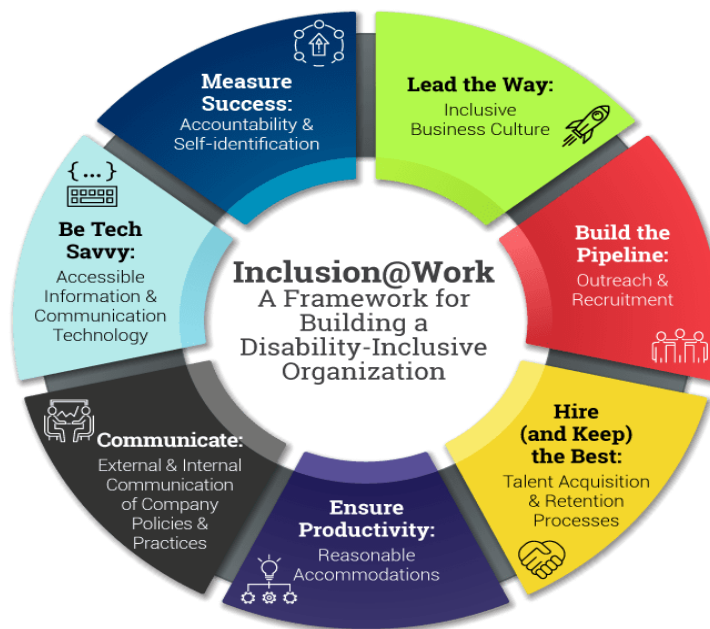 Inclusion@Work
A Framework for
Building a
Disability-Inclusive
Organization
Lead the Way:
Inclusive
Business Culture
Build the
Pipeline:
Outreach &
Recruitment
Hire
(and Keep)
the Best:
Talent Acquisition
& Retention
Processes
Ensure
Productivity:
Reasonable
Accommodations
Communicate:
External & Internal
Communication
of Company
Policies &
Practices
Be Tech
Savvy:
Accessible
Information &
Communication
Technology
{...}
Measure
Success:
Accountability &
Self-identification